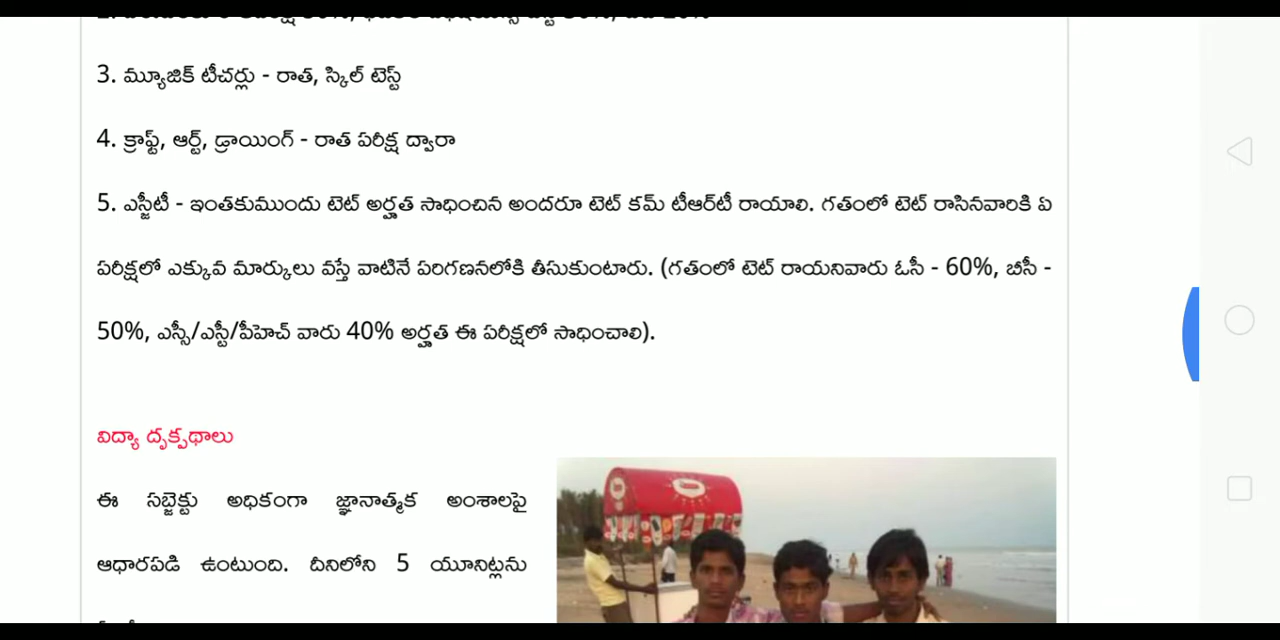 3. మ్యూజిక్ టీచర్లు - రాత, స్కిల్ టెస్ట్
4. క్రాఫ్ట్, ఆర్ట్, డ్రాయింగ్ - రాత పరీక్ష ద్వారా
5. ఎస్జీటీ - ఇంతకుముందు టెట్ అర్హత సాధించిన అందరూ టెట్ కమ్ టీఆర్‌టీ రాయాలి. గతంలో టెట్ రాసినవారికి ఏ
పరీక్షలో ఎక్కువ మార్కులు వస్తే వాటినే పరిగణనలోకి తీసుకుంటారు. (గతంలో టెట్ రాయనివారు ఓసీ - 60%, బీసీ -
50%, ఎస్సీ/ఎస్టీ/పీహెచ్ వారు 40% అర్హత ఈ పరీక్షలో సాధించాలి).
విద్యా దృక్పథాలు
ఈ సబ్జెక్టు అధికంగా జ్ఞానాత్మక అంశాలపై
ఆధారపడి ఉంటుంది. దీనిలోని 5 యూనిట్లను